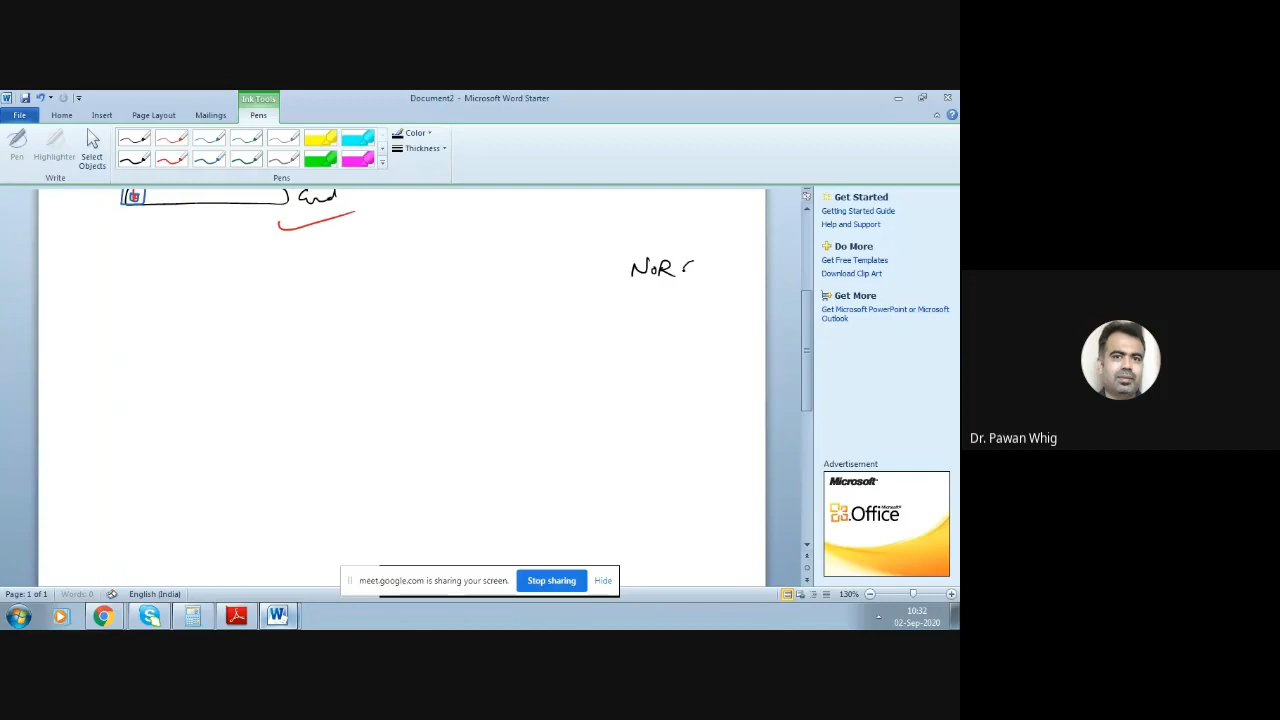 Ink Tools
Document2 - Microsoft Word Starter
File Home Insert Page Layout Mailings Pens
Pen Highlighter Select Objects
Color
Thickness
Write Pens
Gnd
NOR
Get Started
Getting Started Guide
Help and Support
Do More
Get Free Templates
Download Clip Art
Get More
Get Microsoft PowerPoint or Microsoft
Outlook
Dr. Pawan Whig
Advertisement
Microsoft
Microsoft
Office
meet.google.com is sharing your screen. Stop sharing Hide
Page: 1 of 1 Words: 0 English (India) 130%
10:32
02-Sep-2020